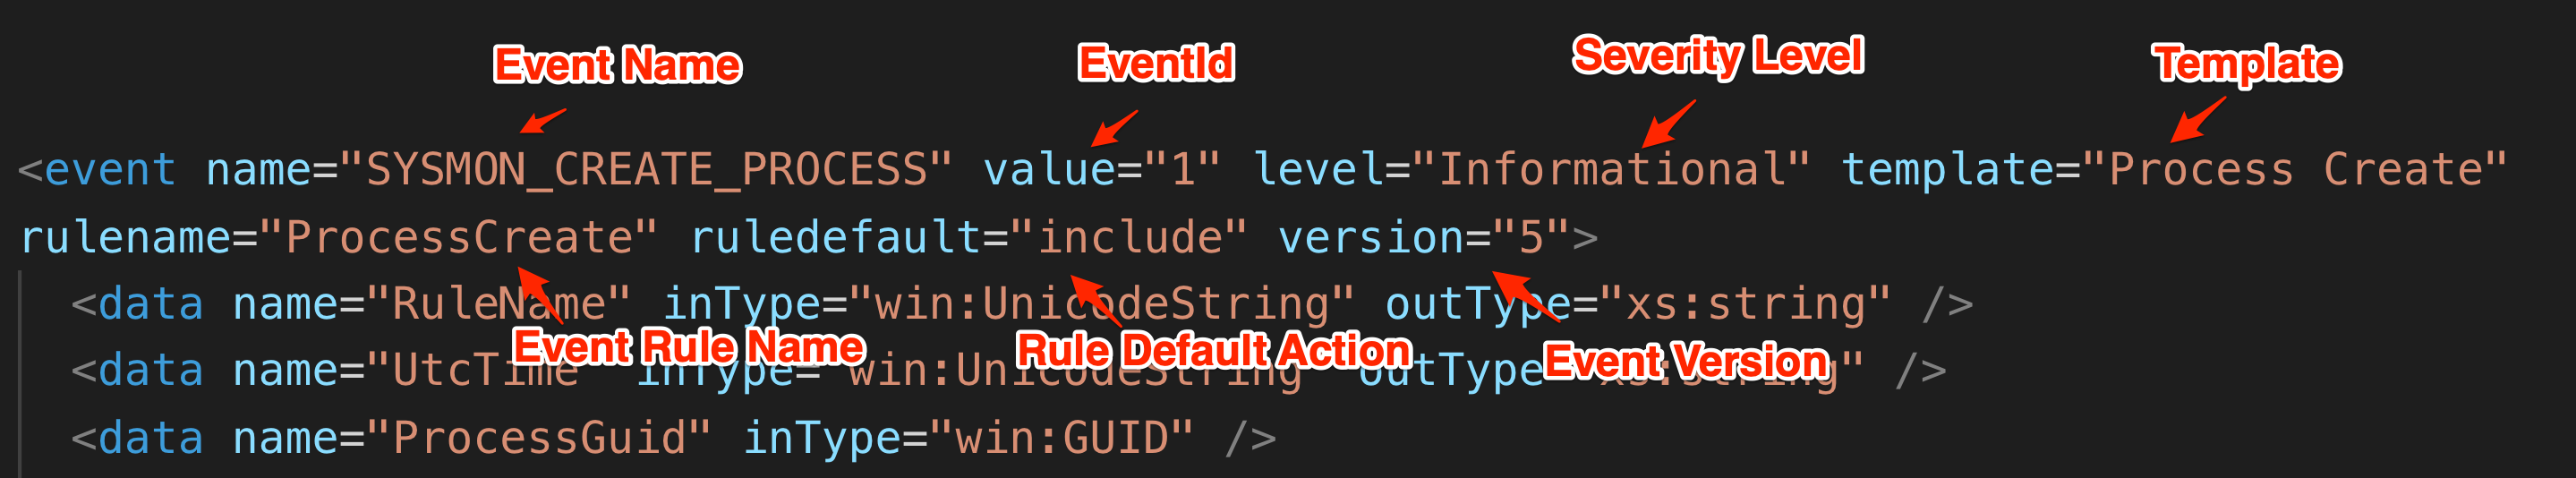 Event Name EventId Severity Level Template
<event name="SYSMON_CREATE_PROCESS" value="1" level="Informational" template="Process Create"
rulename="ProcessCreate" ruledefault="include" version="5">
<data name="RuleName" inType="win:UnicodeString" outType="xs:string" />
Event Rule Name Rule Default Action Event Version
<data name="UtcTime" inType="win:UnicodeString" outType="xs:string" />
<data name="ProcessGuid" inType="win:GUID" />